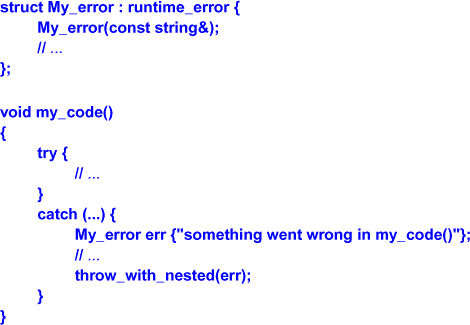 struct My_error : runtime_error {
My_error(const string&);
// ...
};
void my_code()
{
try {
// ...
}
catch (...) {
My_error err {"something went wrong in my_code()"};
// ...
throw_with_nested(err);
}
}